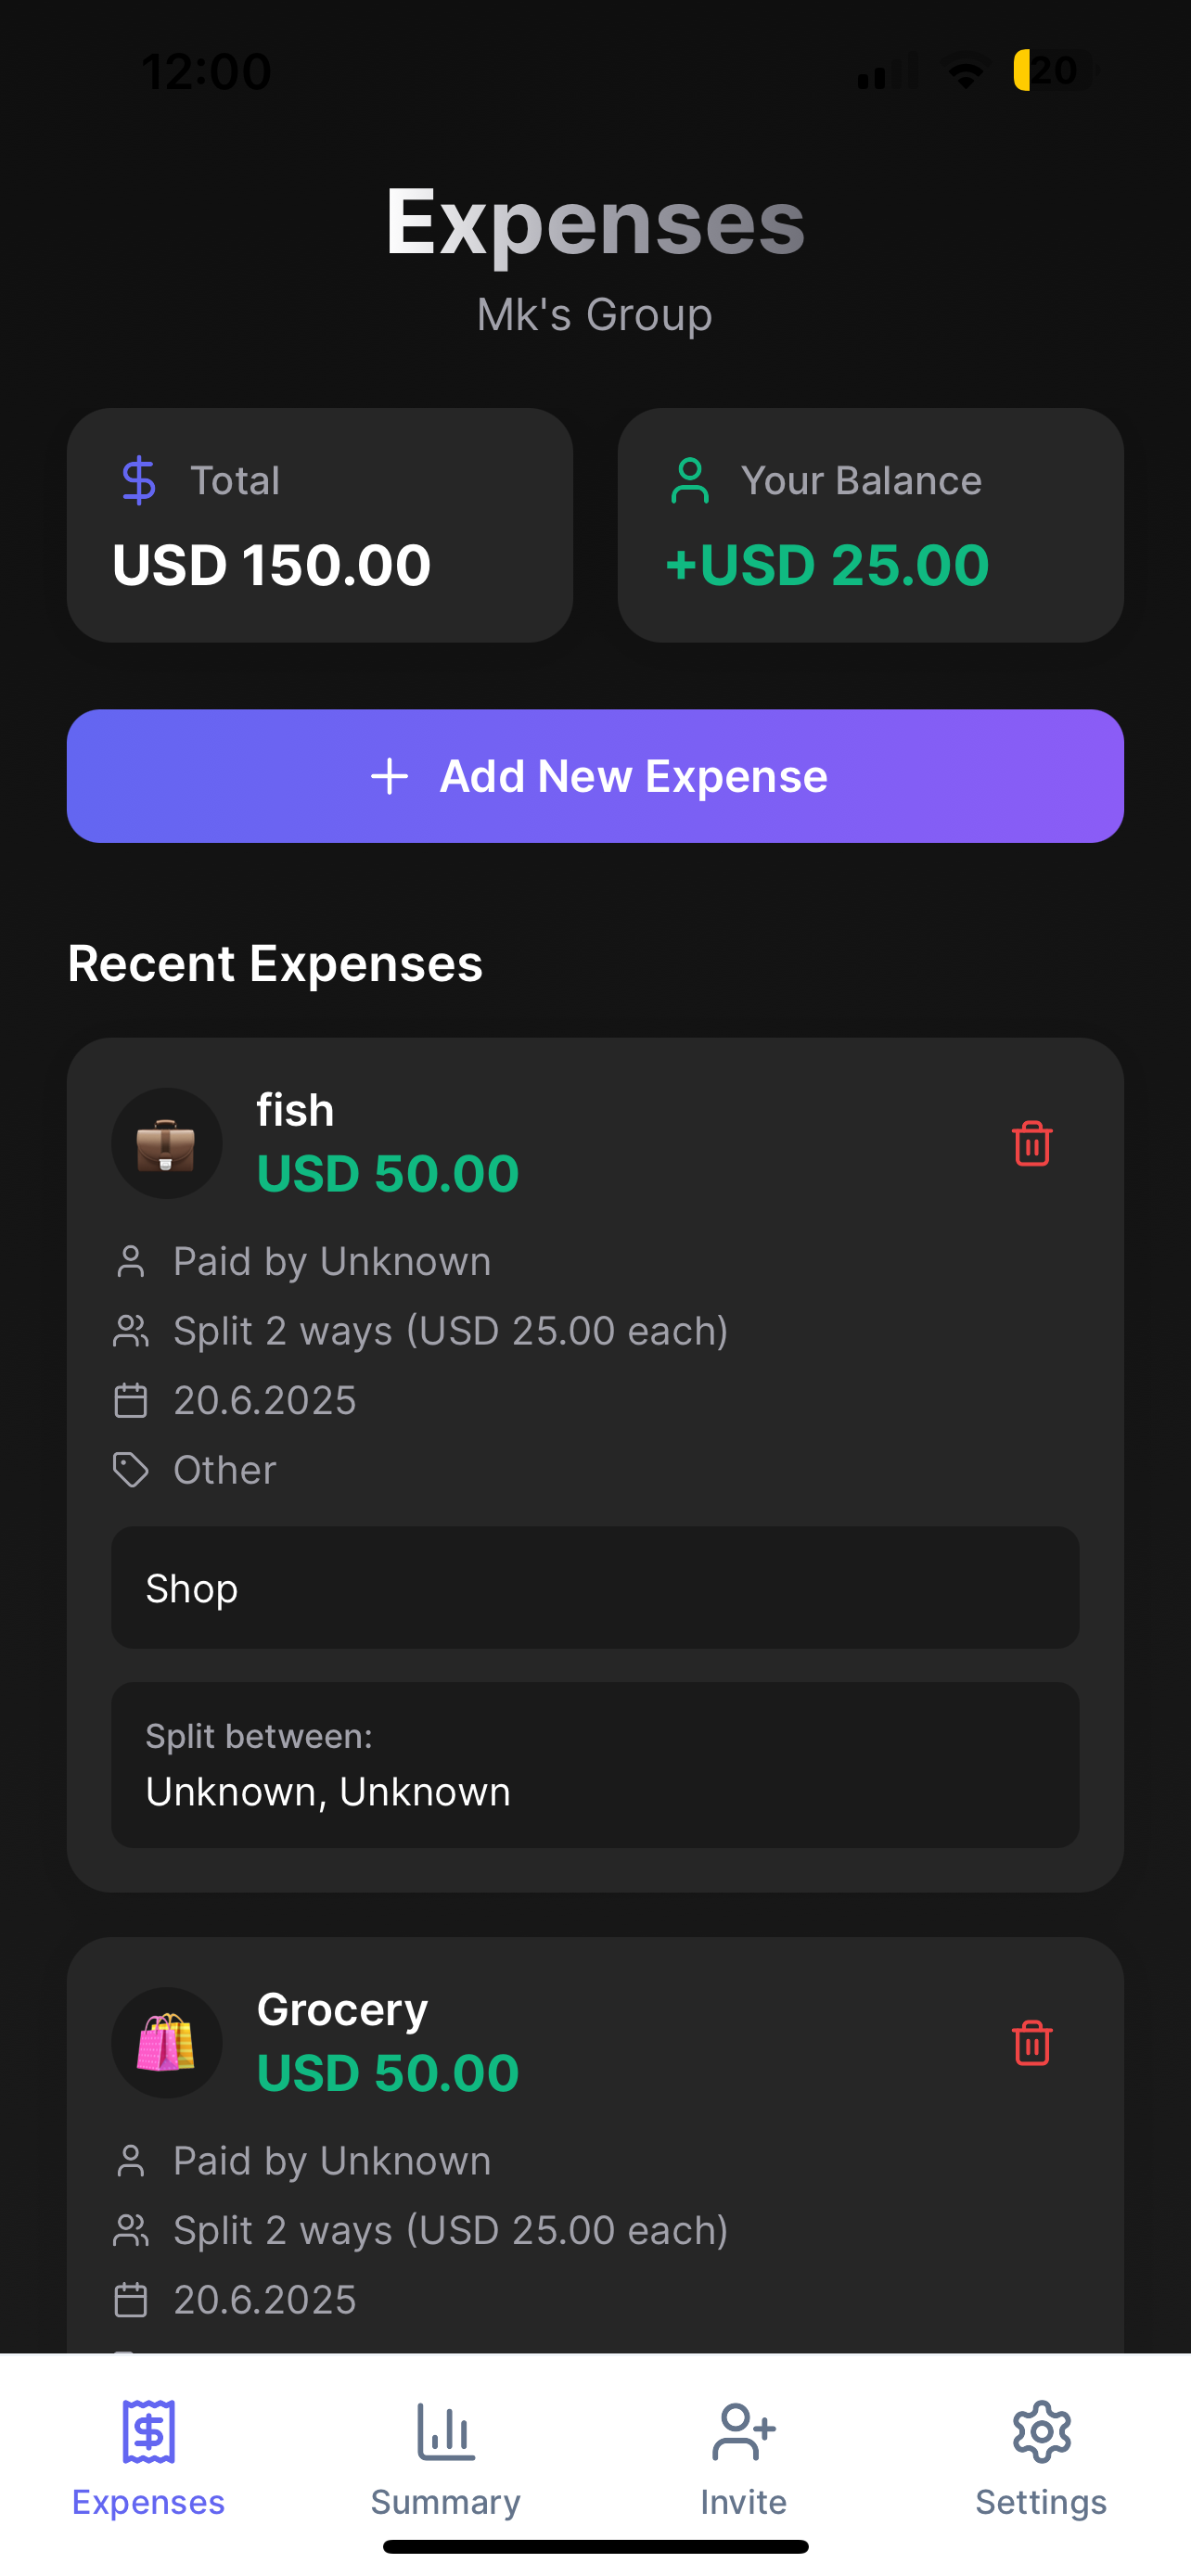 12:00
20
Expenses
Mk's Group
Total
USD 150.00
Your Balance
+USD 25.00
Add New Expense
Recent Expenses
fish
USD 50.00
Paid by Unknown
Split 2 ways (USD 25.00 each)
20.6.2025
Other
Shop
Split between:
Unknown, Unknown
Grocery
USD 50.00
Paid by Unknown
Split 2 ways (USD 25.00 each)
20.6.2025
Expenses
Summary
Invite
Settings